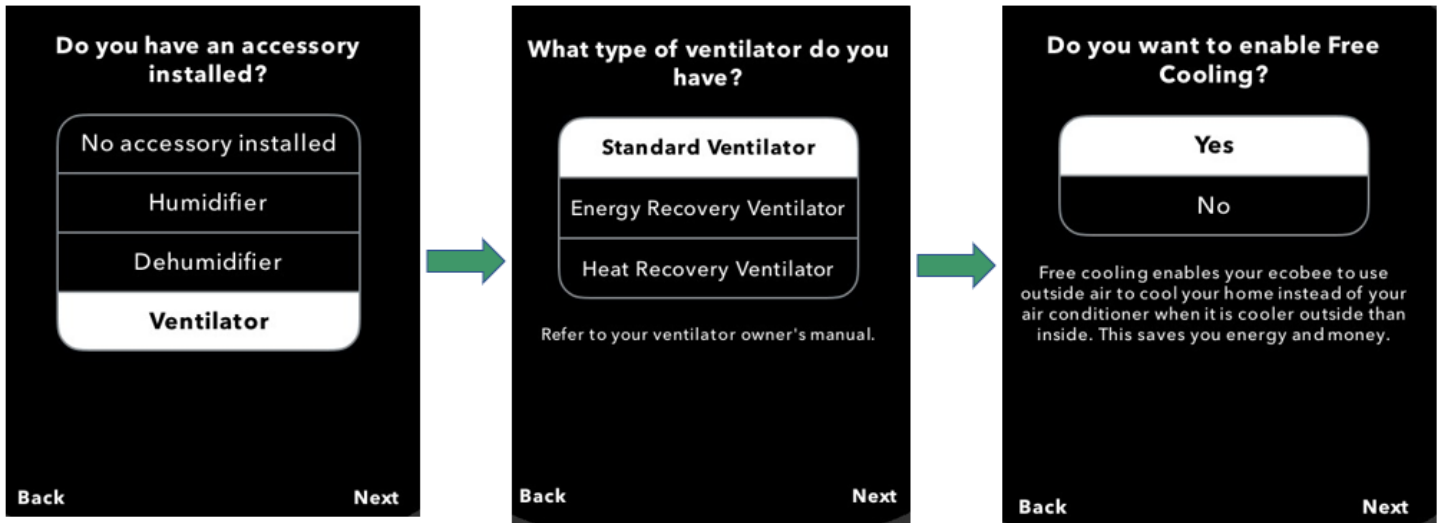 Do you have an accessory
installed?
No accessory installed
Humidifier
Dehumidifier
Ventilator
Back
Next
What type of ventilator do you
have?
Standard Ventilator
Energy Recovery Ventilator
Heat Recovery Ventilator
Refer to your ventilator owner's manual.
Back
Next
Do you want to enable Free
Cooling?
Yes
No
Free cooling enables your ecobee to use
outside air to cool your home instead of your
air conditioner when it is cooler outside than
inside. This saves you energy and money.
Back
Next